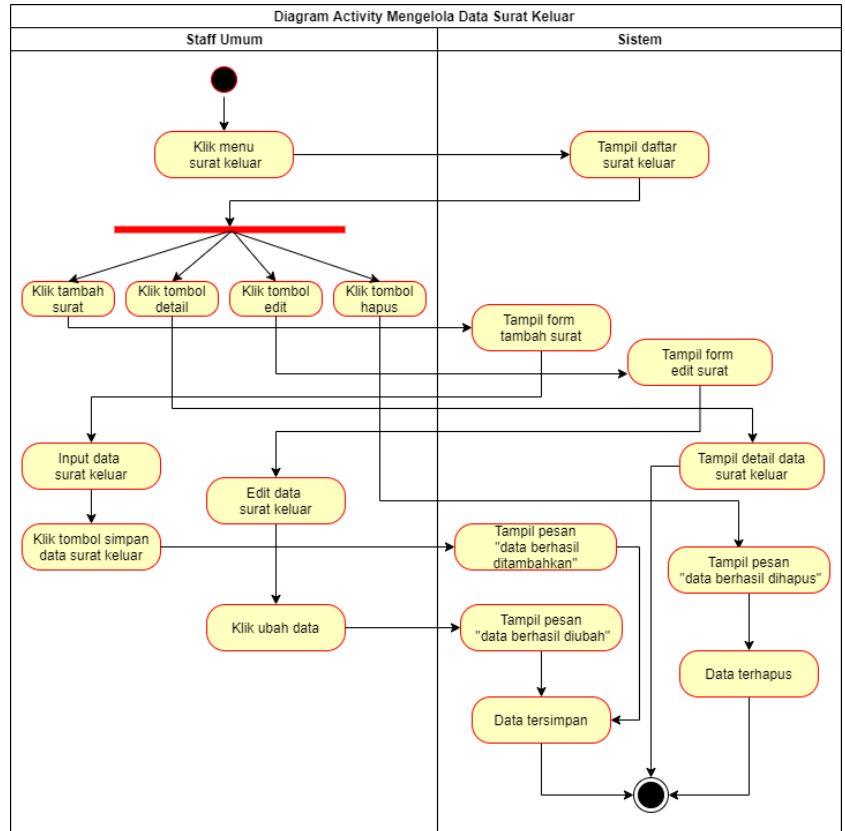 Diagram Activity Mengelola Data Surat Keluar
Staff Umum
Sistem
Klik menu
surat keluar
Tampil daftar
surat keluar
Klik tambah
surat
Klik tombol
detail
Klik tombol
edit
Klik tombol
hapus
Tampil form
tambah surat
Tampil form
edit surat
Input data
surat keluar
Tampil detail data
surat keluar
Edit data
surat keluar
Klik tombol simpan
data surat keluar
Tampil pesan
"data berhasil
ditambahkan"
Tampil pesan
"data berhasil dihapus"
Klik ubah data
Tampil pesan
"data berhasil diubah"
Data terhapus
Data tersimpan